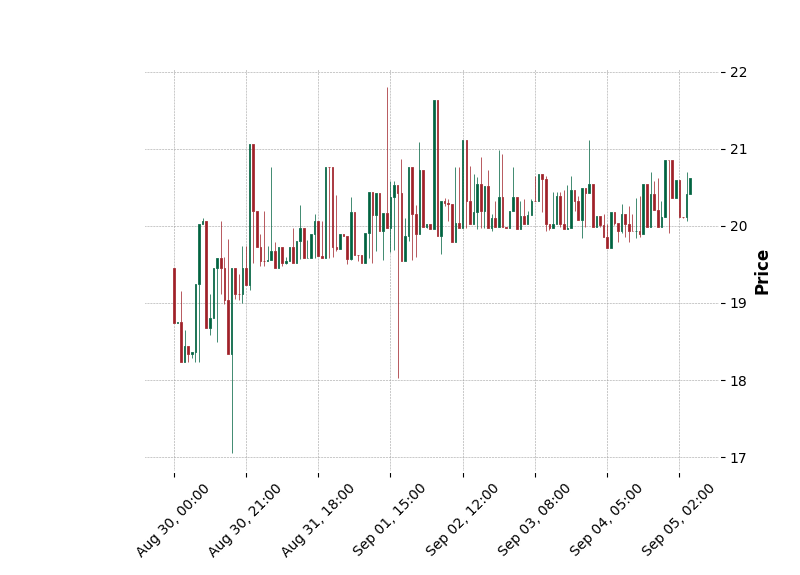 22
21
20
19
18
17
Price
Aug 30, 00:00
Aug 30, 21:00
Aug 31, 18:00
Sep 01, 15:00
Sep 02, 12:00
Sep 03, 08:00
Sep 04, 05:00
Sep 05, 02:00